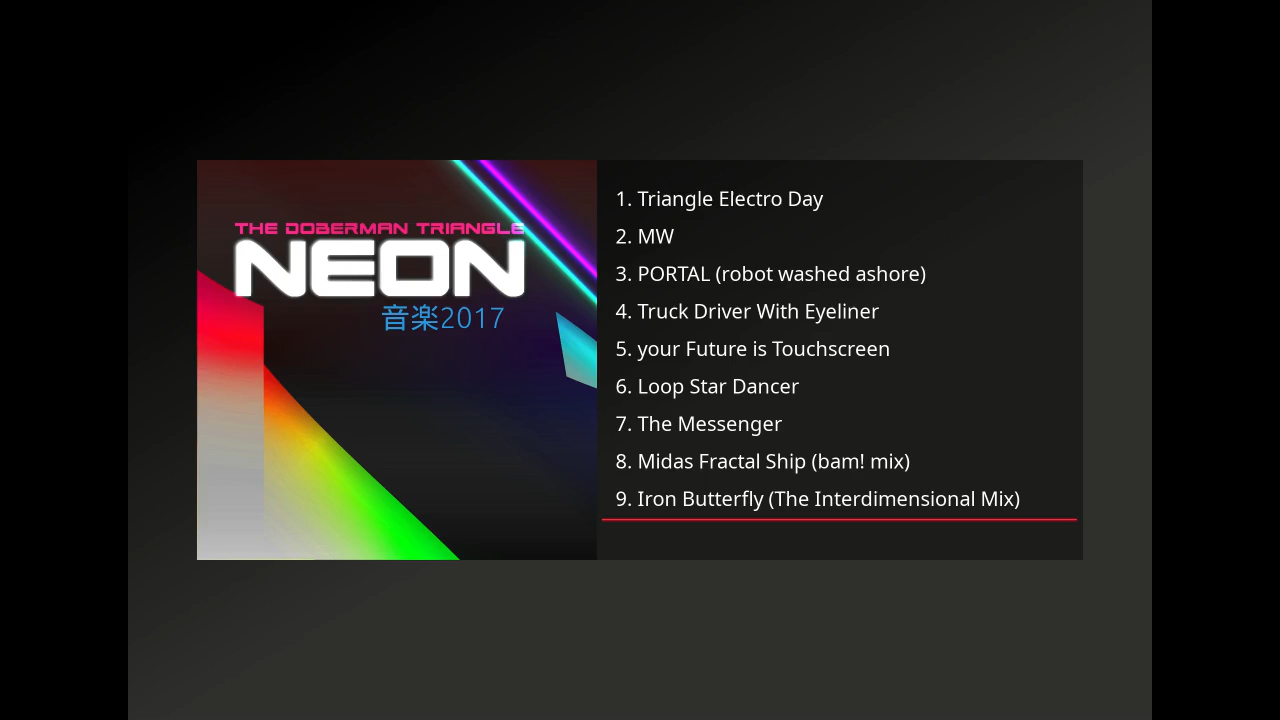 THE DOBERMAN TRIANGLE
NEON
音楽2017
1. Triangle Electro Day
2. MW
3. PORTAL (robot washed ashore)
4. Truck Driver With Eyeliner
5. your Future is Touchscreen
6. Loop Star Dancer
7. The Messenger
8. Midas Fractal Ship (bam! mix)
9. Iron Butterfly (The Interdimensional Mix)